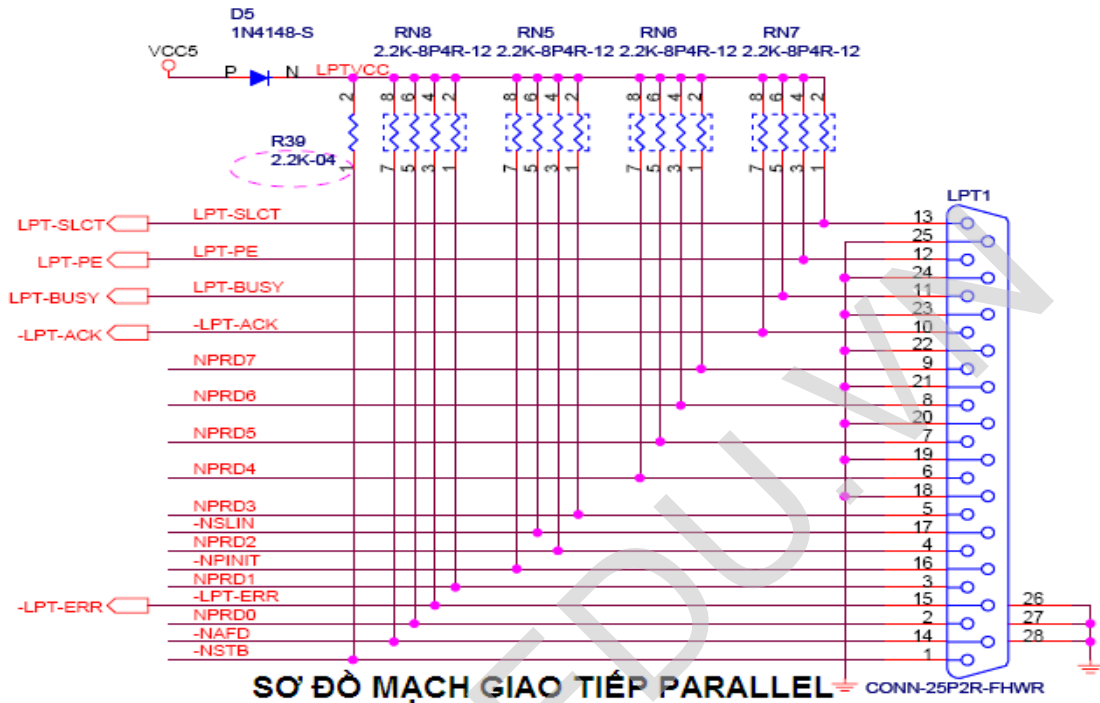 D5
1N4148-S
RN8
2.2K-8P4R-12
RN5
2.2K-8P4R-12
RN6
2.2K-8P4R-12
RN7
2.2K-8P4R-12
VCC5
P
N
LPTVCC
2
8 6 4 2
8 6 4 2
8 6 4 2
8 6 4 2
R39
2.2K-04
1
7 5 3 1
7 5 3 1
7 5 3 1
7 5 3 1
LPT1
LPT-SLCT
LPT-SLCT
13
25
LPT-PE
LPT-PE
12
24
LPT-BUSY
LPT-BUSY
11
23
-LPT-ACK
-LPT-ACK
10
22
NPRD7
9
21
NPRD6
8
20
NPRD5
7
19
NPRD4
6
18
NPRD3
5
-NSLIN
17
NPRD2
4
-NPINIT
16
NPRD1
3
-LPT-ERR
-LPT-ERR
15
26
NPRD0
2
27
-NAFD
14
28
-NSTB
1
SƠ ĐỒ MẠCH GIAO TIẾP PARALLEL
CONN-25P2R-FHWR
EDU.VN